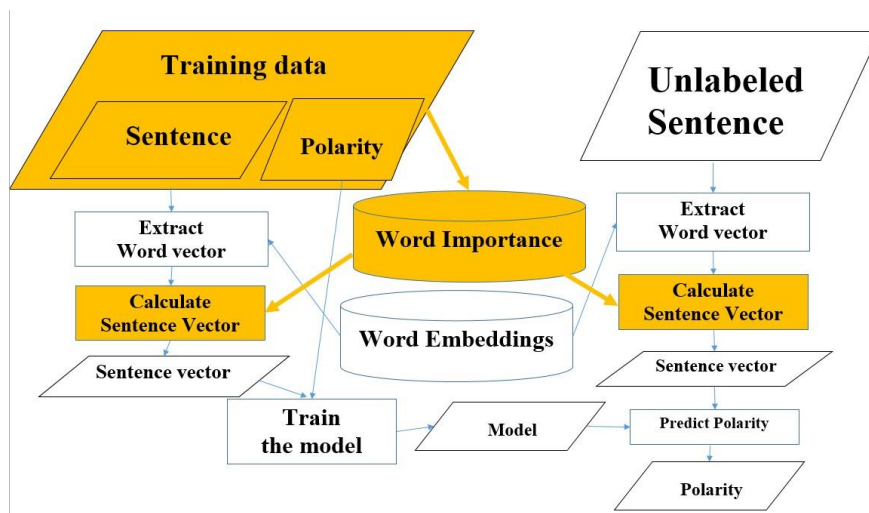 Training data
Sentence
Polarity
Unlabeled
Sentence
Extract
Word vector
Word Importance
Extract
Word vector
Calculate
Sentence Vector
Word Embeddings
Calculate
Sentence Vector
Sentence vector
Sentence vector
Train
the model
Model
Predict Polarity
Polarity